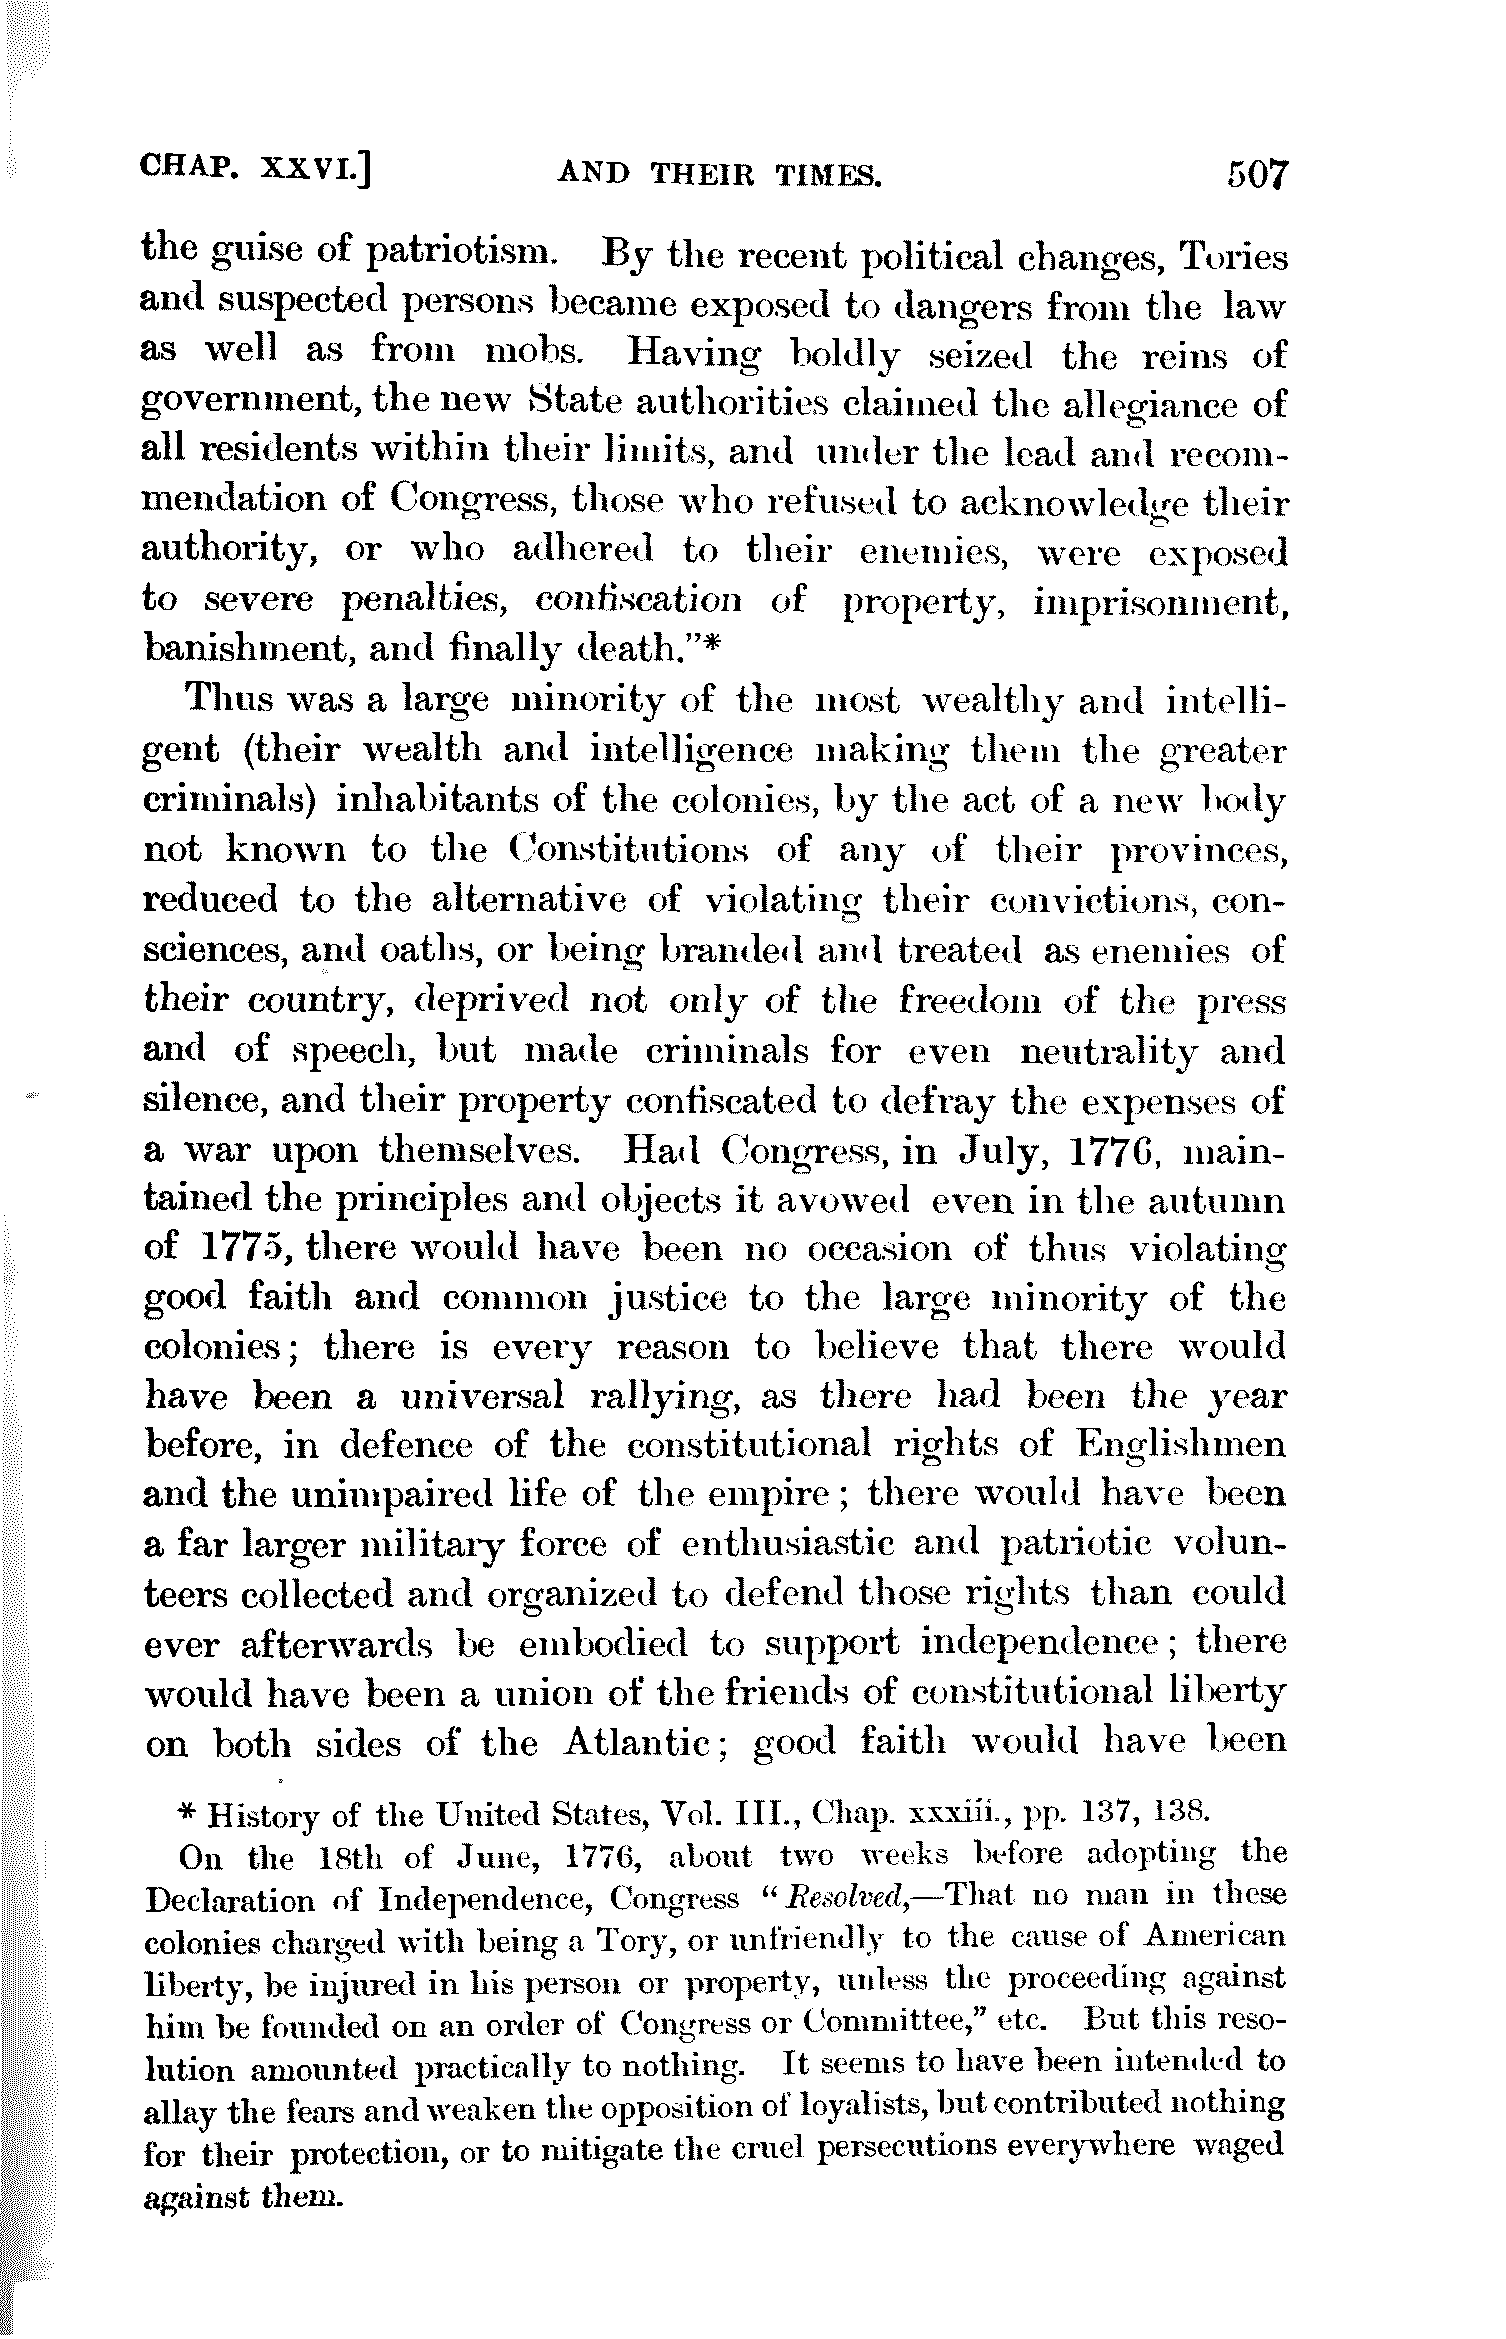 CHAP. XXVI.] AND THEIR TIMES. 507
the guise of patriotism. By the recent political changes, Tories
and suspected persons became exposed to dangers from the law
as well as from mobs. Having boldly seized the reins of
government, the new State authorities claimed the allegiance of
all residents within their limits, and under the lead and recom-
mendation of Congress, those who refused to acknowledge their
authority, or who adhered to their enemies, were exposed
to severe penalties, confiscation of property, imprisonment,
banishment, and finally death."*
Thus was a large minority of the most wealthy and intelli-
gent (their wealth and intelligence making them the greater
criminals) inhabitants of the colonies, by the act of a new body
not known to the Constitutions of any of their provinces,
reduced to the alternative of violating their convictions, con-
sciences, and oaths, or being branded and treated as enemies of
their country, deprived not only of the freedom of the press
and of speech, but made criminals for even neutrality and
silence, and their property confiscated to defray the expenses of
a war upon themselves. Had Congress, in July, 1776, main-
tained the principles and objects it avowed even in the autumn
of 1775, there would have been no occasion of thus violating
good faith and common justice to the large minority of the
colonies; there is every reason to believe that there would
have been a universal rallying, as there had been the year
before, in defence of the constitutional rights of Englishmen
and the unimpaired life of the empire; there would have been
a far larger military force of enthusiastic and patriotic volun-
teers collected and organized to defend those rights than could
ever afterwards be embodied to support independence; there
would have been a union of the friends of constitutional liberty
on both sides of the Atlantic; good faith would have been
* History of the United States, Vol. III., Chap. xxxiii., pp. 137, 138.
On the 18th of June, 1776, about two weeks before adopting the
Declaration of Independence, Congress "Resolved,—That no man in these
colonies charged with being a Tory, or unfriendly to the cause of American
liberty, be injured in his person or property, unless the proceeding against
him be founded on an order of Congress or Committee," etc. But this reso-
lution amounted practically to nothing. It seems to have been intended to
allay the fears and weaken the opposition of loyalists, but contributed nothing
for their protection, or to mitigate the cruel persecutions everywhere waged
against them.